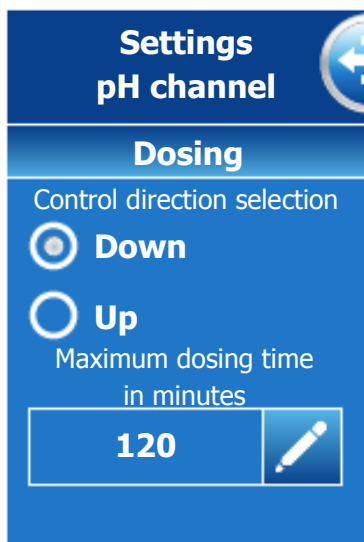 Settings
pH channel
Dosing
Control direction selection
Down
Up
Maximum dosing time
in minutes
120